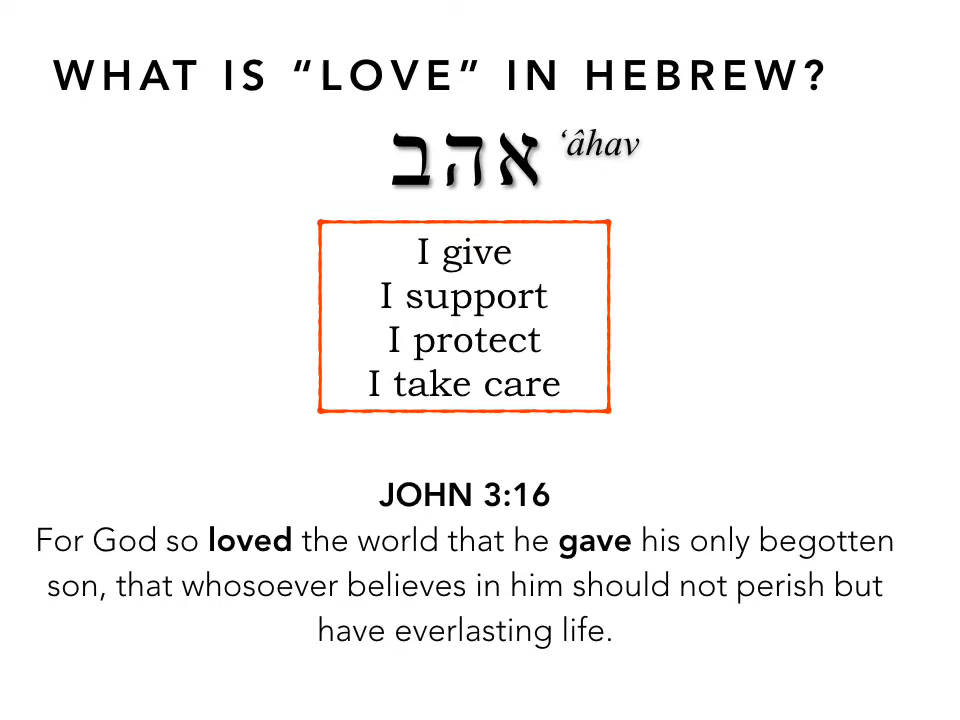 WHAT IS “LOVE” IN HEBREW?
אהב ‘âhav
I give
I support
I protect
I take care
JOHN 3:16
For God so loved the world that he gave his only begotten
son, that whosoever believes in him should not perish but
have everlasting life.